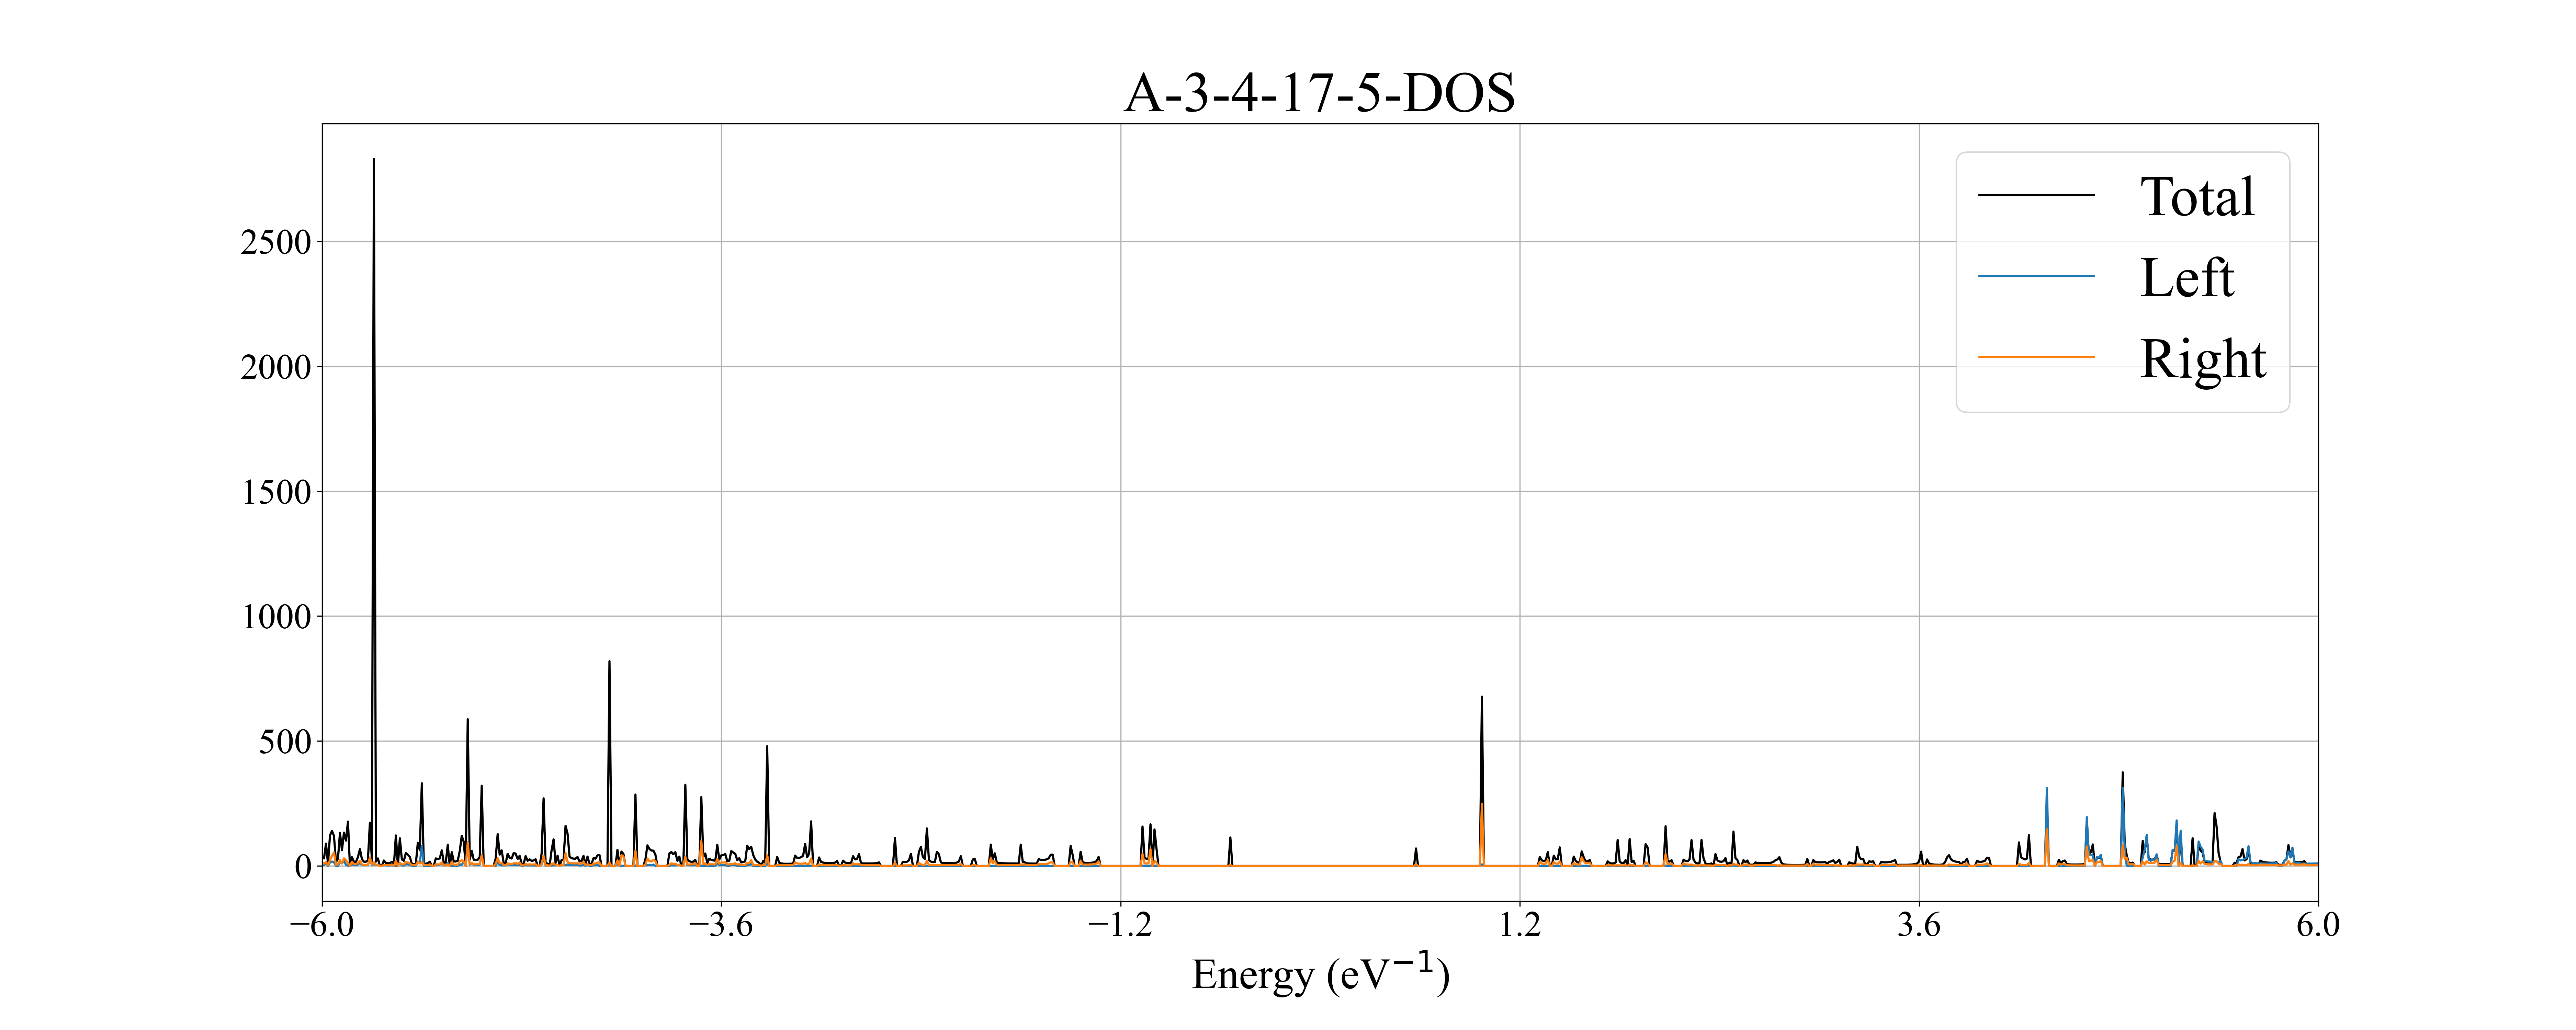 A-3-4-17-5-DOS
Total
Left
Right
2500
2000
1500
1000
500
0
−6.0 −3.6 −1.2 1.2 3.6 6.0
Energy (eV⁻¹)